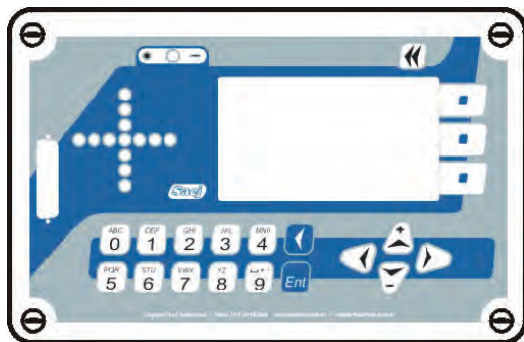 ABC DEF GHI JKL MNO
0 1 2 3 4
PQR STU VWX YZ
5 6 7 8 9 Ent
+
-